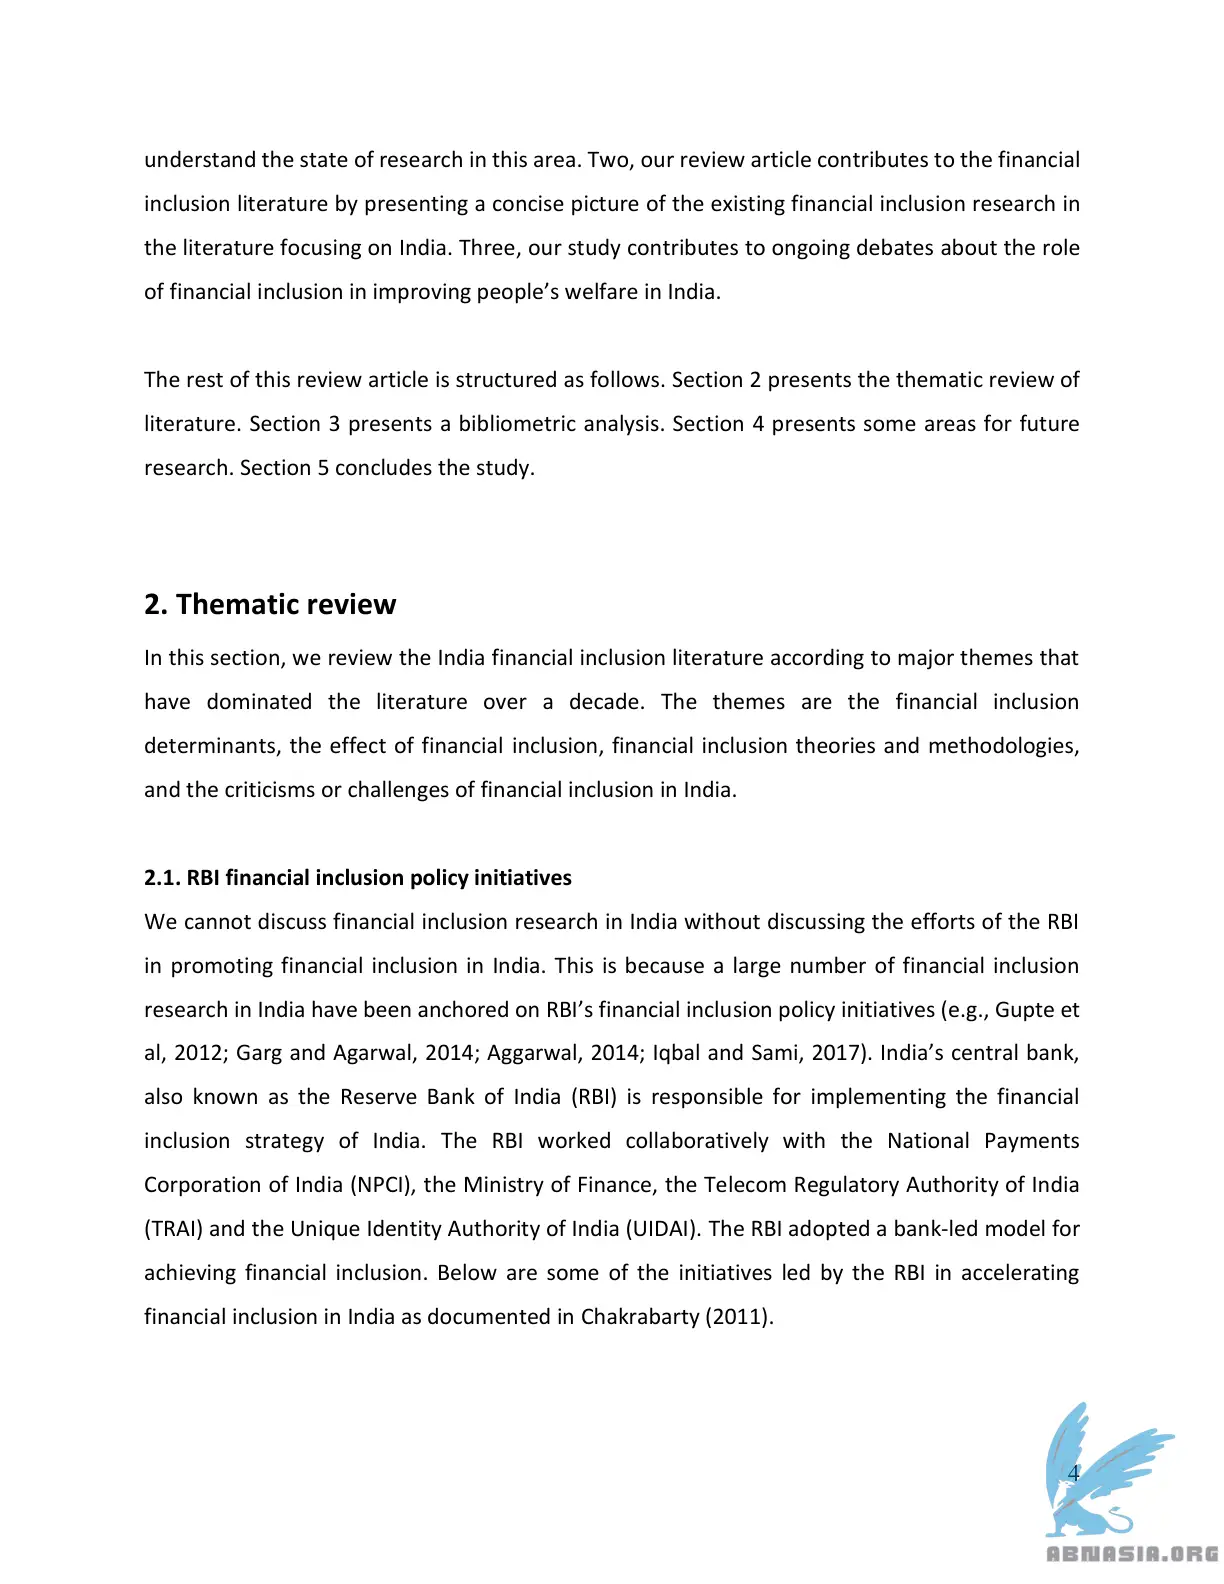 understand the state of research in this area. Two, our review article contributes to the financial
inclusion literature by presenting a concise picture of the existing financial inclusion research in
the literature focusing on India. Three, our study contributes to ongoing debates about the role
of financial inclusion in improving people’s welfare in India.
The rest of this review article is structured as follows. Section 2 presents the thematic review of
literature. Section 3 presents a bibliometric analysis. Section 4 presents some areas for future
research. Section 5 concludes the study.
2. Thematic review
In this section, we review the India financial inclusion literature according to major themes that
have dominated the literature over a decade. The themes are the financial inclusion
determinants, the effect of financial inclusion, financial inclusion theories and methodologies,
and the criticisms or challenges of financial inclusion in India.
2.1. RBI financial inclusion policy initiatives
We cannot discuss financial inclusion research in India without discussing the efforts of the RBI
in promoting financial inclusion in India. This is because a large number of financial inclusion
research in India have been anchored on RBI’s financial inclusion policy initiatives (e.g., Gupte et
al, 2012; Garg and Agarwal, 2014; Aggarwal, 2014; Iqbal and Sami, 2017). India’s central bank,
also known as the Reserve Bank of India (RBI) is responsible for implementing the financial
inclusion strategy of India. The RBI worked collaboratively with the National Payments
Corporation of India (NPCI), the Ministry of Finance, the Telecom Regulatory Authority of India
(TRAI) and the Unique Identity Authority of India (UIDAI). The RBI adopted a bank-led model for
achieving financial inclusion. Below are some of the initiatives led by the RBI in accelerating
financial inclusion in India as documented in Chakrabarty (2011).
4
ABNASIA.ORG